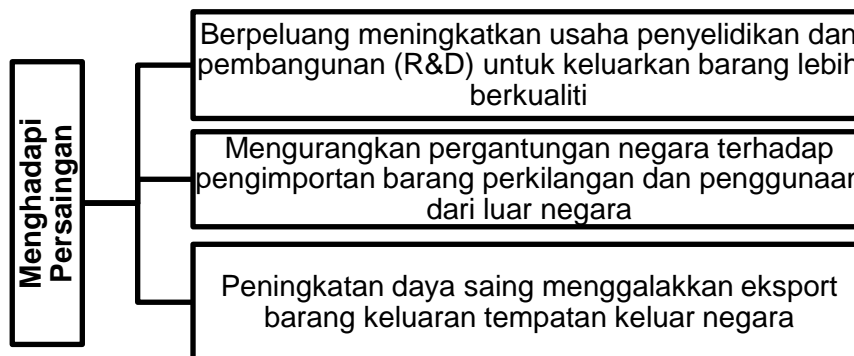 Menghadapi
Persaingan
Berpeluang meningkatkan usaha penyelidikan dan
pembangunan (R&D) untuk keluarkan barang lebih
berkualiti
Mengurangkan pergantungan negara terhadap
pengimportan barang perkilangan dan penggunaan
dari luar negara
Peningkatan daya saing menggalakkan eksport
barang keluaran tempatan keluar negara